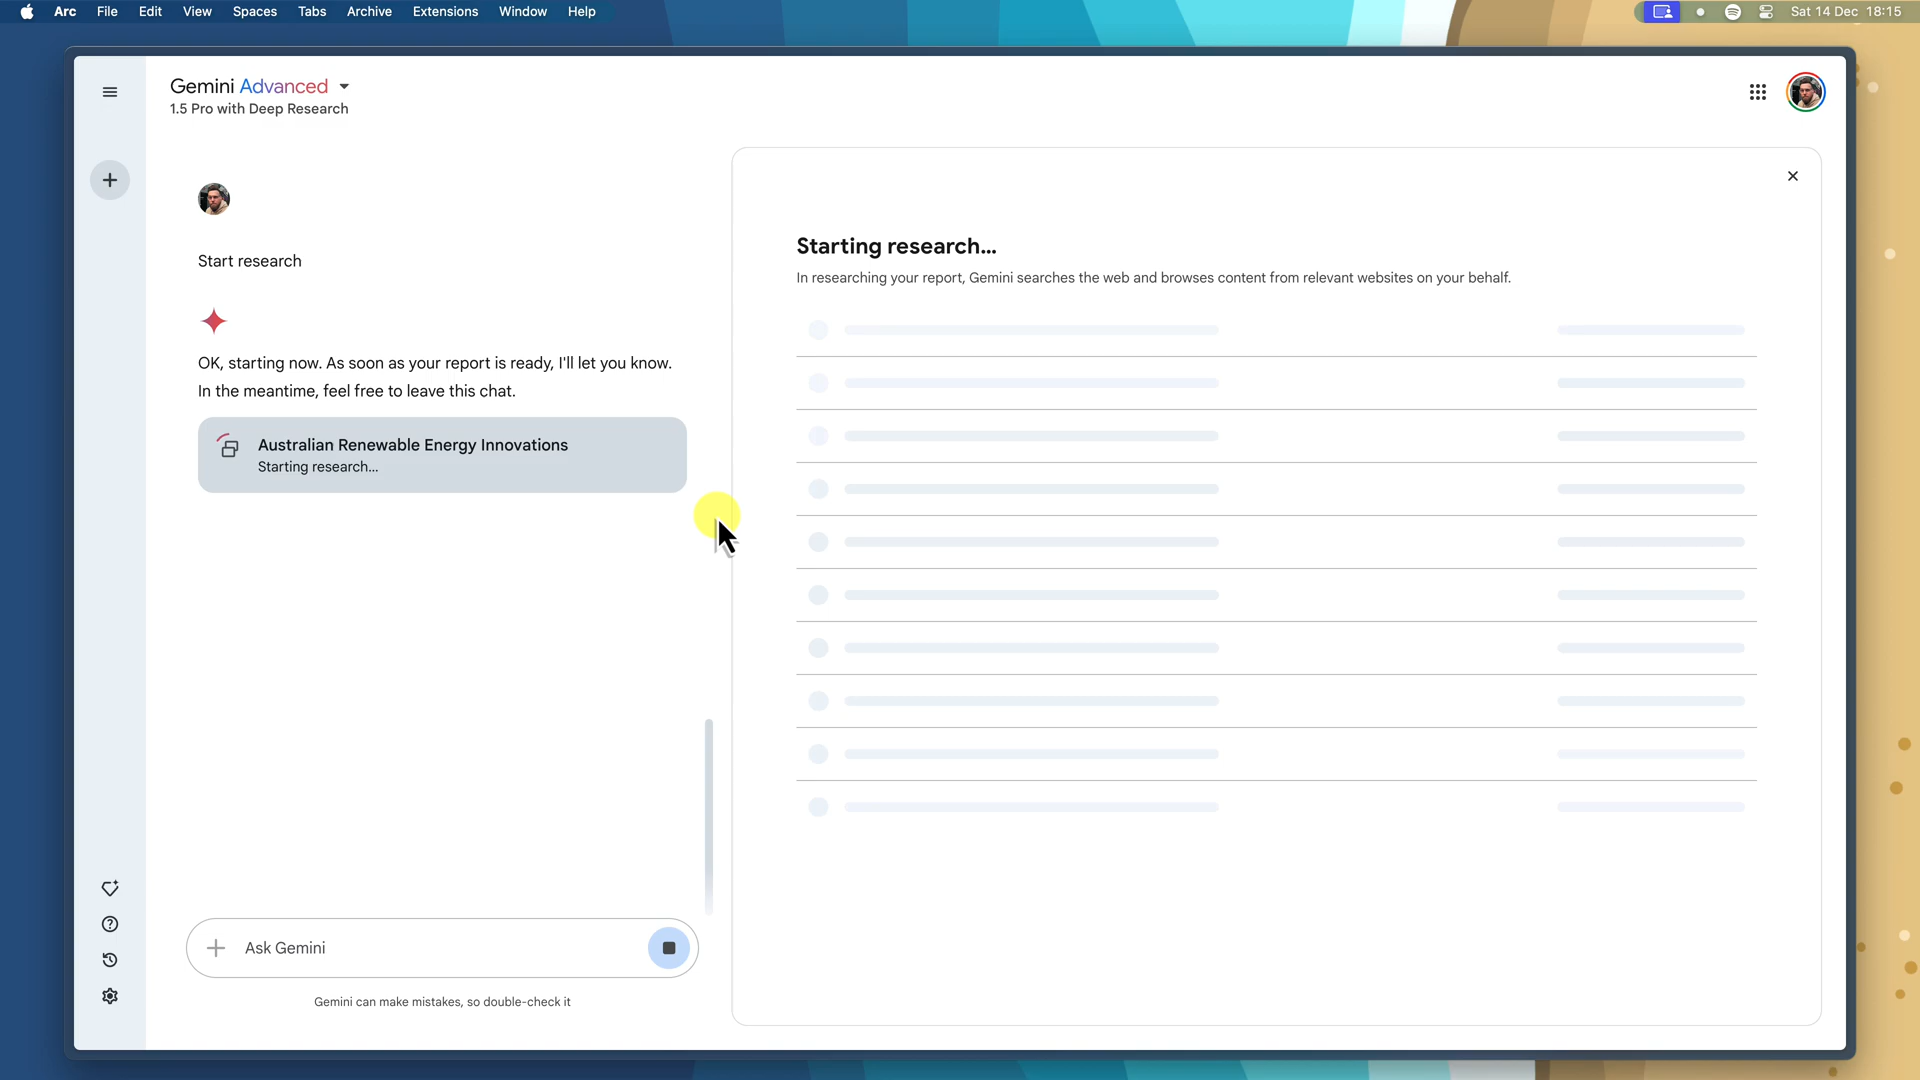 Arc File Edit View Spaces Tabs Archive Extensions Window Help
Sat 14 Dec 18:15
Gemini Advanced
1.5 Pro with Deep Research
Start research
OK, starting now. As soon as your report is ready, I'll let you know.
In the meantime, feel free to leave this chat.
Australian Renewable Energy Innovations
Starting research...
Ask Gemini
Gemini can make mistakes, so double-check it
Starting research...
In researching your report, Gemini searches the web and browses content from relevant websites on your behalf.